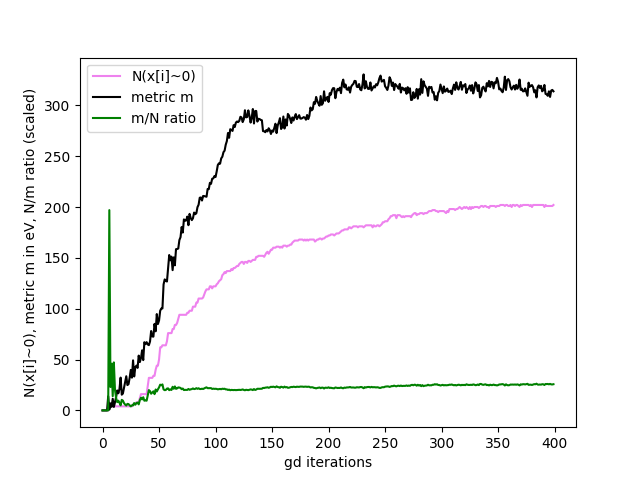 N(x[i]~0)
metric m
m/N ratio
N(x[i]~0), metric m in eV, N/m ratio (scaled)
300
250
200
150
100
50
0
0 50 100 150 200 250 300 350 400
gd iterations